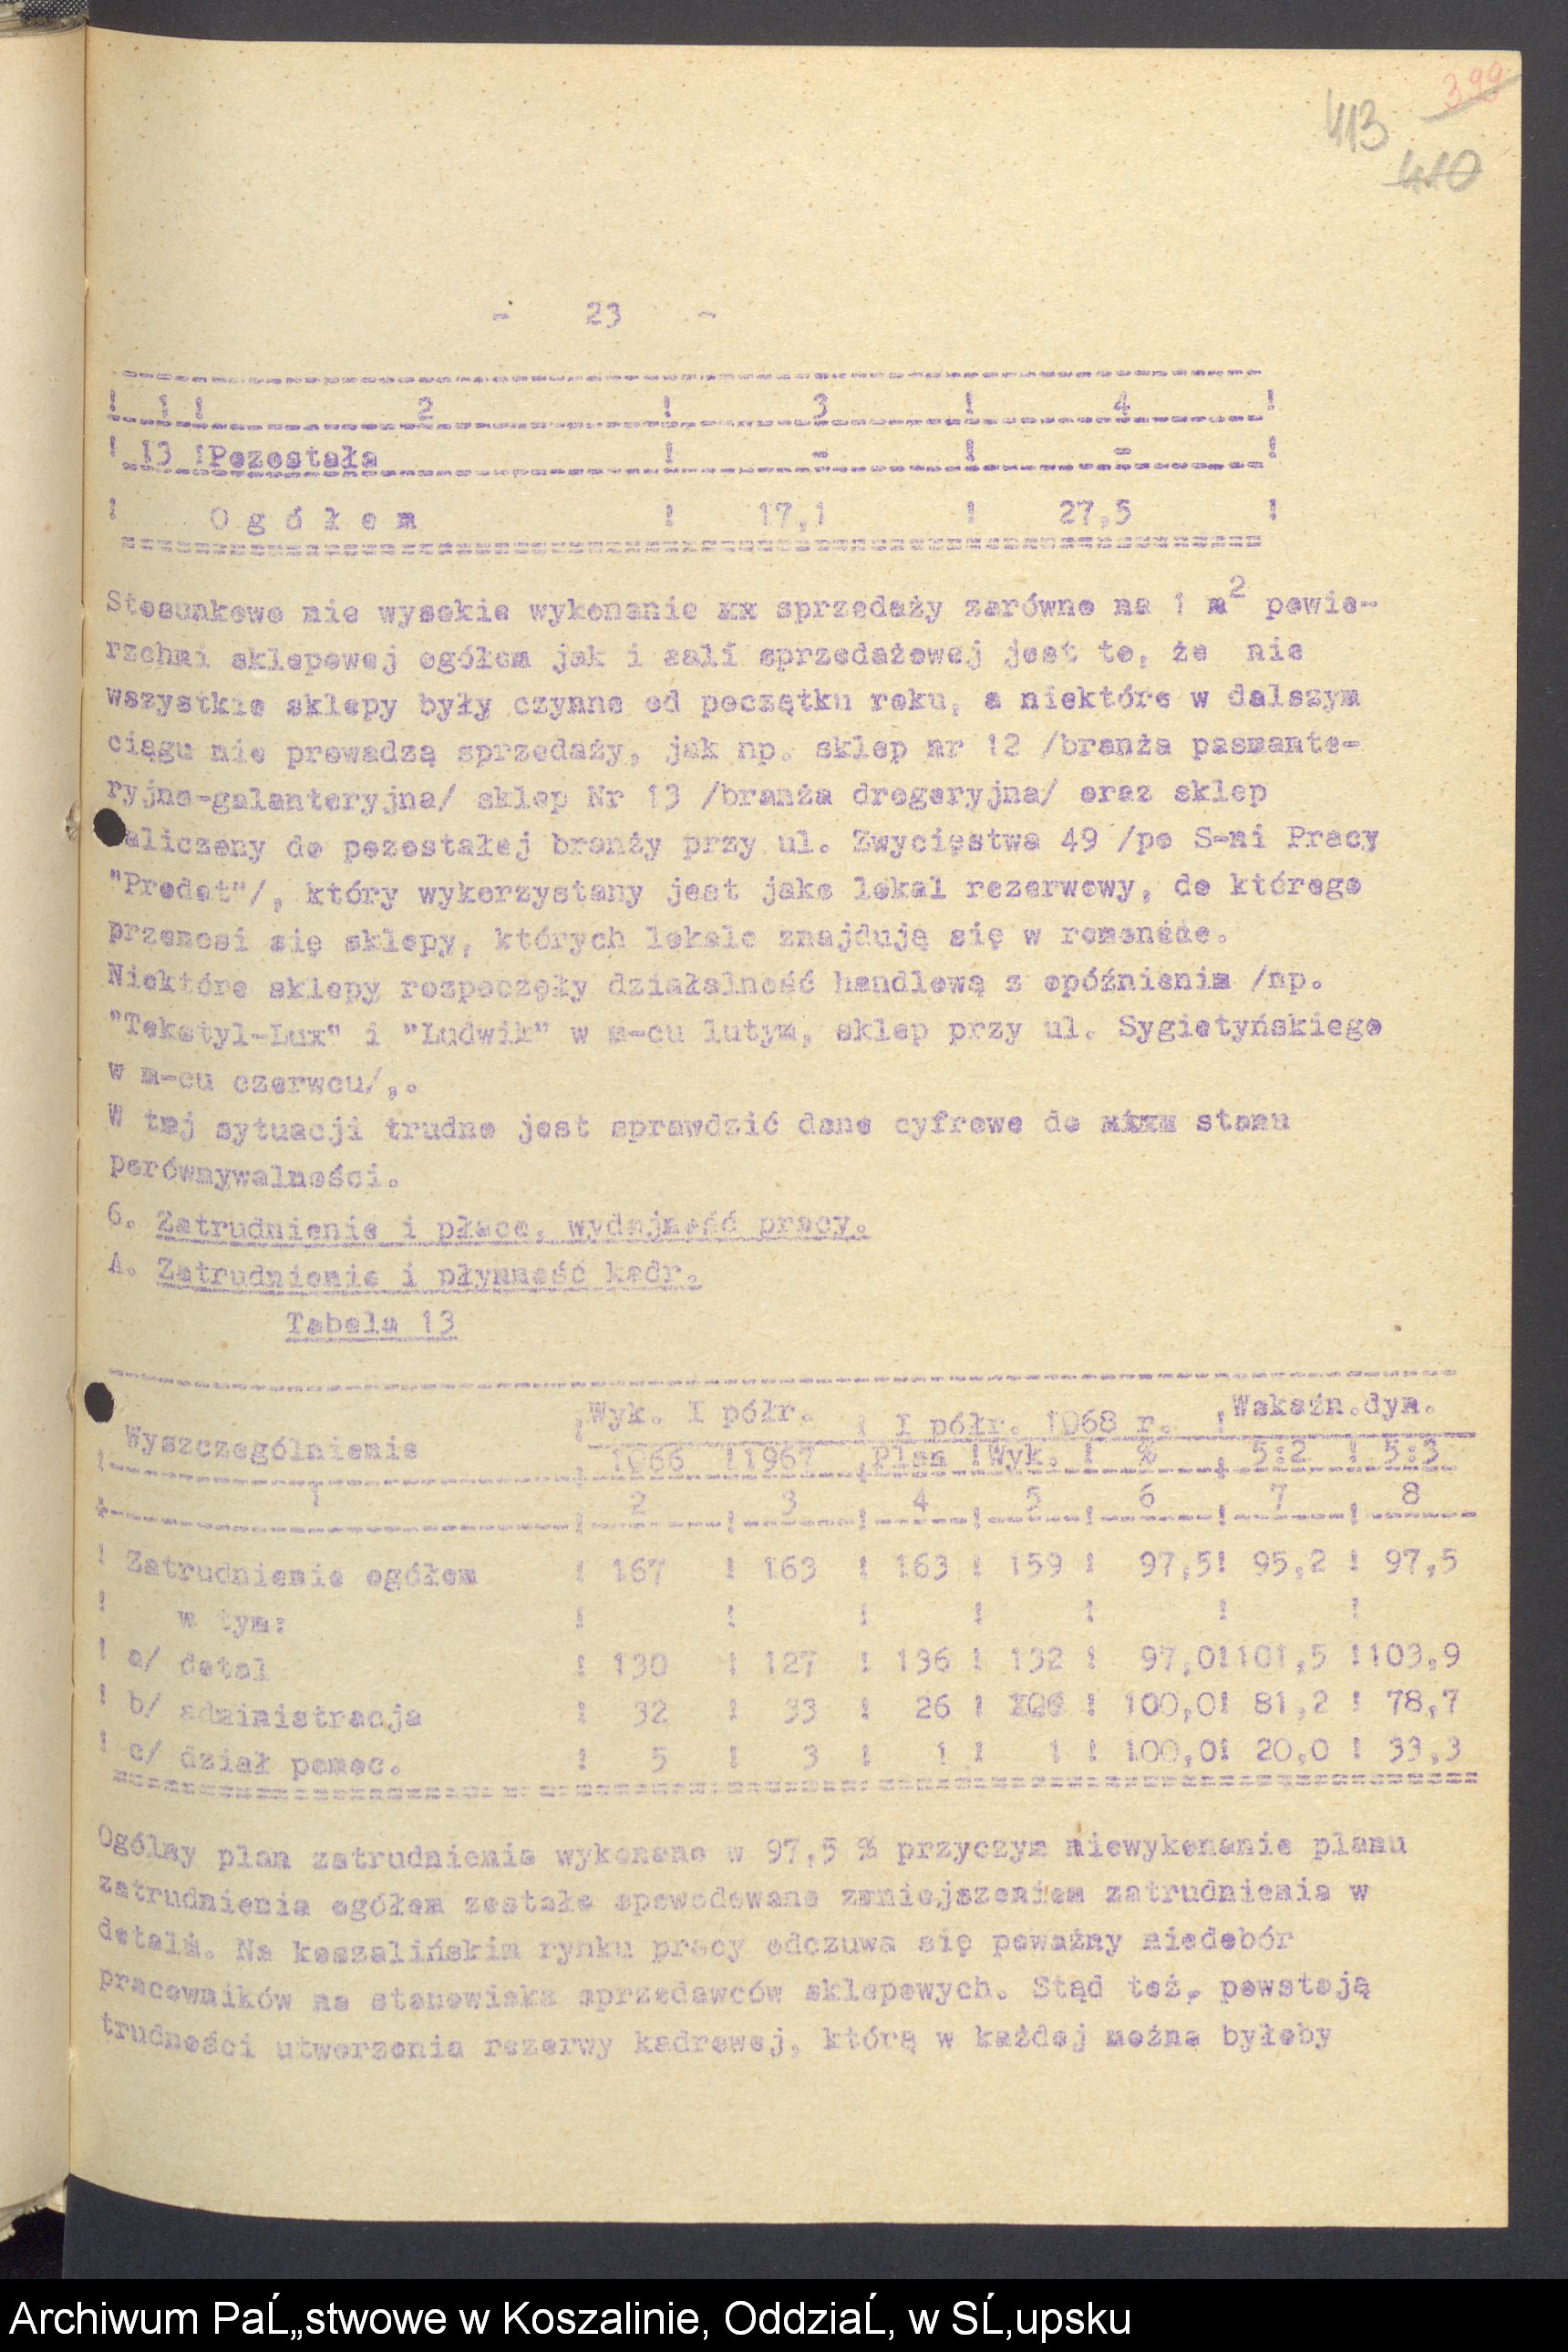 399
413
410
- 23 -
! 1 ! 2 ! 3 ! 4 !
! 13 !Pozostała ! - ! - !
! O g ó ł e m ! 17,1 ! 27,5 !
Stosunkowo nie wysokie wykonanie xx sprzedaży zarówno na 1 m2 powie-
rzchni sklepowej ogółem jak i sali sprzedażowej jest to, że nie
wszystkie sklepy były czynne od początku roku, a niektóre w dalszym
ciągu nie prowadzą sprzedaży, jak np. sklep nr 12 /branża pasmante-
ryjno-galanteryjna/ sklep Nr 13 /branża drogeryjna/ oraz sklep
aliczony do pozostałej branży przy ul. Zwycięstwa 49 /po S-ni Pracy
"Prodet"/, który wykorzystany jest jako lokal rezerwowy, do którego
przenosi się sklepy, których lokale znajdują się w remoncie.
Niektóre sklepy rozpoczęły działalność handlową z opóźnienim /np.
"Tekstyl-Lux" i "Ludwik" w m-cu lutym, sklep przy ul. Sygietyńskiego
w m-cu czerwcu/,.
W tej sytuacji trudno jest sprawdzić dane cyfrowe do stanu
porównywalności.
6. Zatrudnienie i płace, wydajność pracy.
A. Zatrudnienie i płynność kadr.
Tabela 13
Wyszczególnienie ! Wyk. I półr. ! I półr. 1968 r. ! Wskaźn.dyn.
! 1966 ! 1967 ! Plan ! Wyk. ! % ! 5:2 ! 5:3
1 ! 2 ! 3 ! 4 ! 5 ! 6 ! 7 ! 8
! Zatrudnienie ogółem ! 167 ! 163 ! 163 ! 159 ! 97,5! 95,2 ! 97,5
! w tym: ! ! ! ! ! ! !
! a/ detal ! 130 ! 127 ! 136 ! 132 ! 97,0!101,5 !103,9
! b/ administracja ! 32 ! 33 ! 26 ! ! 100,0! 81,2 ! 78,7
! c/ dział pomoc. ! 5 ! 3 ! 1 ! 1 ! 100,0! 20,0 ! 33,3
Ogólny plan zatrudnienia wykonano w 97,5 % przyczym niewykonanie planu
zatrudnienia ogółem zostało spowodowane zmniejszeniem zatrudnienia w
detalu. Na koszalińskim rynku pracy odczuwa się poważny niedobór
pracowników na stanowiska sprzedawców sklepowych. Stąd też, powstają
trudności utworzenia rezerwy kadrowej, którą w każdej można byłoby
Archiwum PaĹ„stwowe w Koszalinie, OddziaĹ‚ w SĹ‚upsku